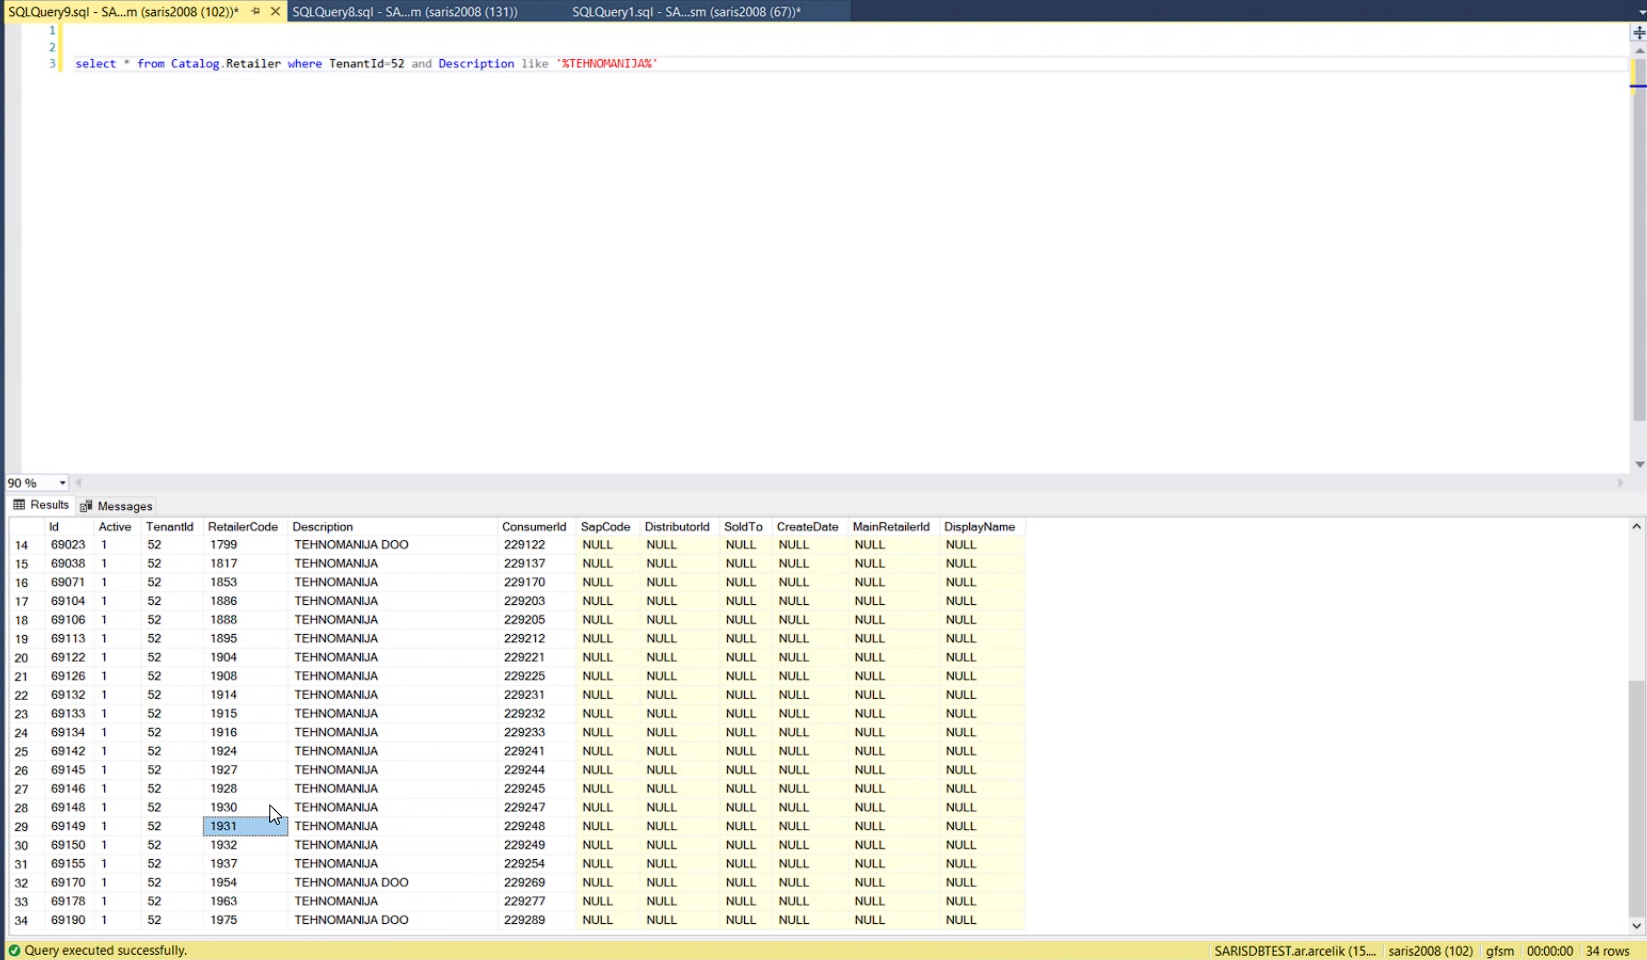 SQLQuery9.sql - SA...m (saris2008 (102))* SQLQuery8.sql - SA...m (saris2008 (131)) SQLQuery1.sql - SA...sm (saris2008 (67))*
1
2
3 select * from Catalog.Retailer where TenantId=52 and Description like '%TEHNOMANIJA%'
90 %
Results Messages
Id Active TenantId RetailerCode Description ConsumerId SapCode DistributorId SoldTo CreateDate MainRetailerId DisplayName
14 69023 1 52 1799 TEHNOMANIJA DOO 229122 NULL NULL NULL NULL NULL NULL
15 69038 1 52 1817 TEHNOMANIJA 229137 NULL NULL NULL NULL NULL NULL
16 69071 1 52 1853 TEHNOMANIJA 229170 NULL NULL NULL NULL NULL NULL
17 69104 1 52 1886 TEHNOMANIJA 229203 NULL NULL NULL NULL NULL NULL
18 69106 1 52 1888 TEHNOMANIJA 229205 NULL NULL NULL NULL NULL NULL
19 69113 1 52 1895 TEHNOMANIJA 229212 NULL NULL NULL NULL NULL NULL
20 69122 1 52 1904 TEHNOMANIJA 229221 NULL NULL NULL NULL NULL NULL
21 69126 1 52 1908 TEHNOMANIJA 229225 NULL NULL NULL NULL NULL NULL
22 69132 1 52 1914 TEHNOMANIJA 229231 NULL NULL NULL NULL NULL NULL
23 69133 1 52 1915 TEHNOMANIJA 229232 NULL NULL NULL NULL NULL NULL
24 69134 1 52 1916 TEHNOMANIJA 229233 NULL NULL NULL NULL NULL NULL
25 69142 1 52 1924 TEHNOMANIJA 229241 NULL NULL NULL NULL NULL NULL
26 69145 1 52 1927 TEHNOMANIJA 229244 NULL NULL NULL NULL NULL NULL
27 69146 1 52 1928 TEHNOMANIJA 229245 NULL NULL NULL NULL NULL NULL
28 69148 1 52 1930 TEHNOMANIJA 229247 NULL NULL NULL NULL NULL NULL
29 69149 1 52 1931 TEHNOMANIJA 229248 NULL NULL NULL NULL NULL NULL
30 69150 1 52 1932 TEHNOMANIJA 229249 NULL NULL NULL NULL NULL NULL
31 69155 1 52 1937 TEHNOMANIJA 229254 NULL NULL NULL NULL NULL NULL
32 69170 1 52 1954 TEHNOMANIJA DOO 229269 NULL NULL NULL NULL NULL NULL
33 69178 1 52 1963 TEHNOMANIJA 229277 NULL NULL NULL NULL NULL NULL
34 69190 1 52 1975 TEHNOMANIJA DOO 229289 NULL NULL NULL NULL NULL NULL
Query executed successfully. SARISDBTEST.ar.arcelik (15.... saris2008 (102) gfsm 00:00:00 34 rows